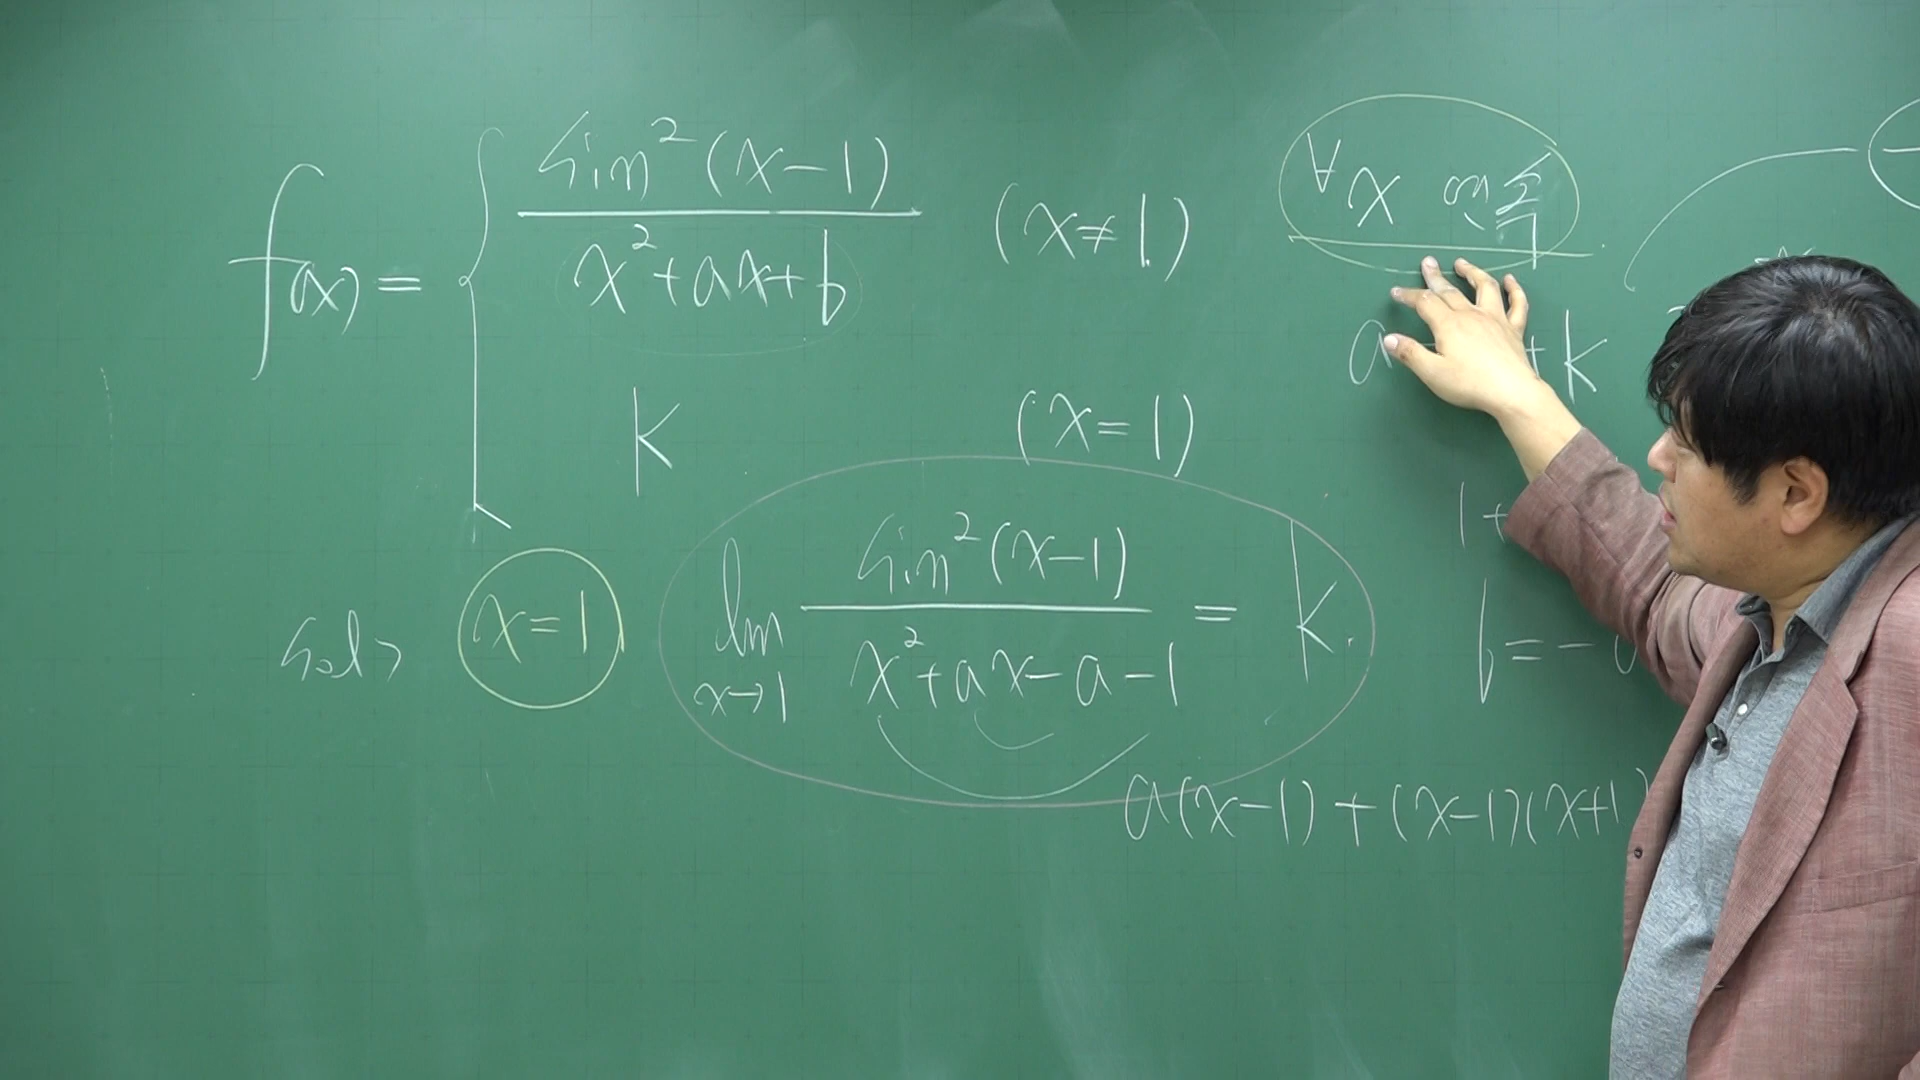 f(x) = { sin²(x-1) / x²+ax+b (x≠1)
k (x=1)
∀x 연속
a + k
sol> x=1 lim x→1 sin²(x-1) / x²+ax-a-1 = k.
1+
b=-a
a(x-1)+(x-1)(x+1)